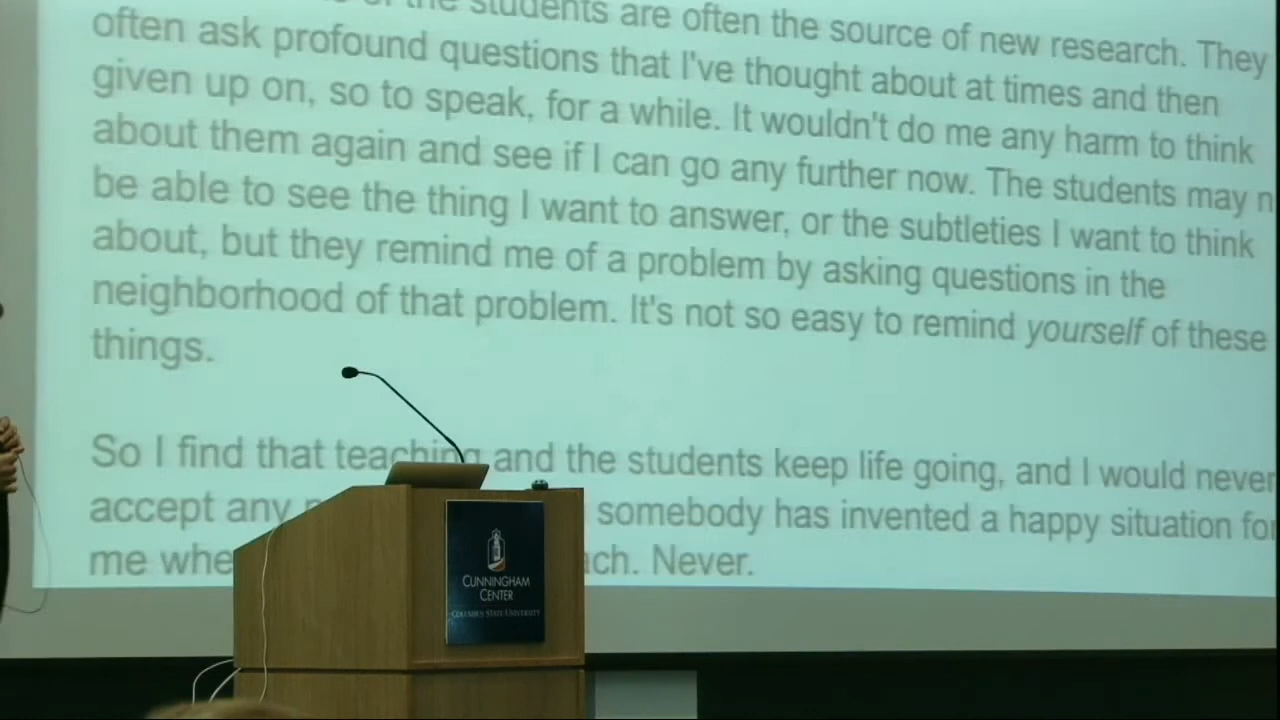 the students are often the source of new research. They
often ask profound questions that I've thought about at times and then
given up on, so to speak, for a while. It wouldn't do me any harm to think
about them again and see if I can go any further now. The students may n
be able to see the thing I want to answer, or the subtleties I want to think
about, but they remind me of a problem by asking questions in the
neighborhood of that problem. It's not so easy to remind yourself of these
things.
So I find that teaching and the students keep life going, and I would never
accept any somebody has invented a happy situation fo
me whe ach. Never.
CUNNINGHAM
CENTER
COLUMBUS STATE UNIVERSITY